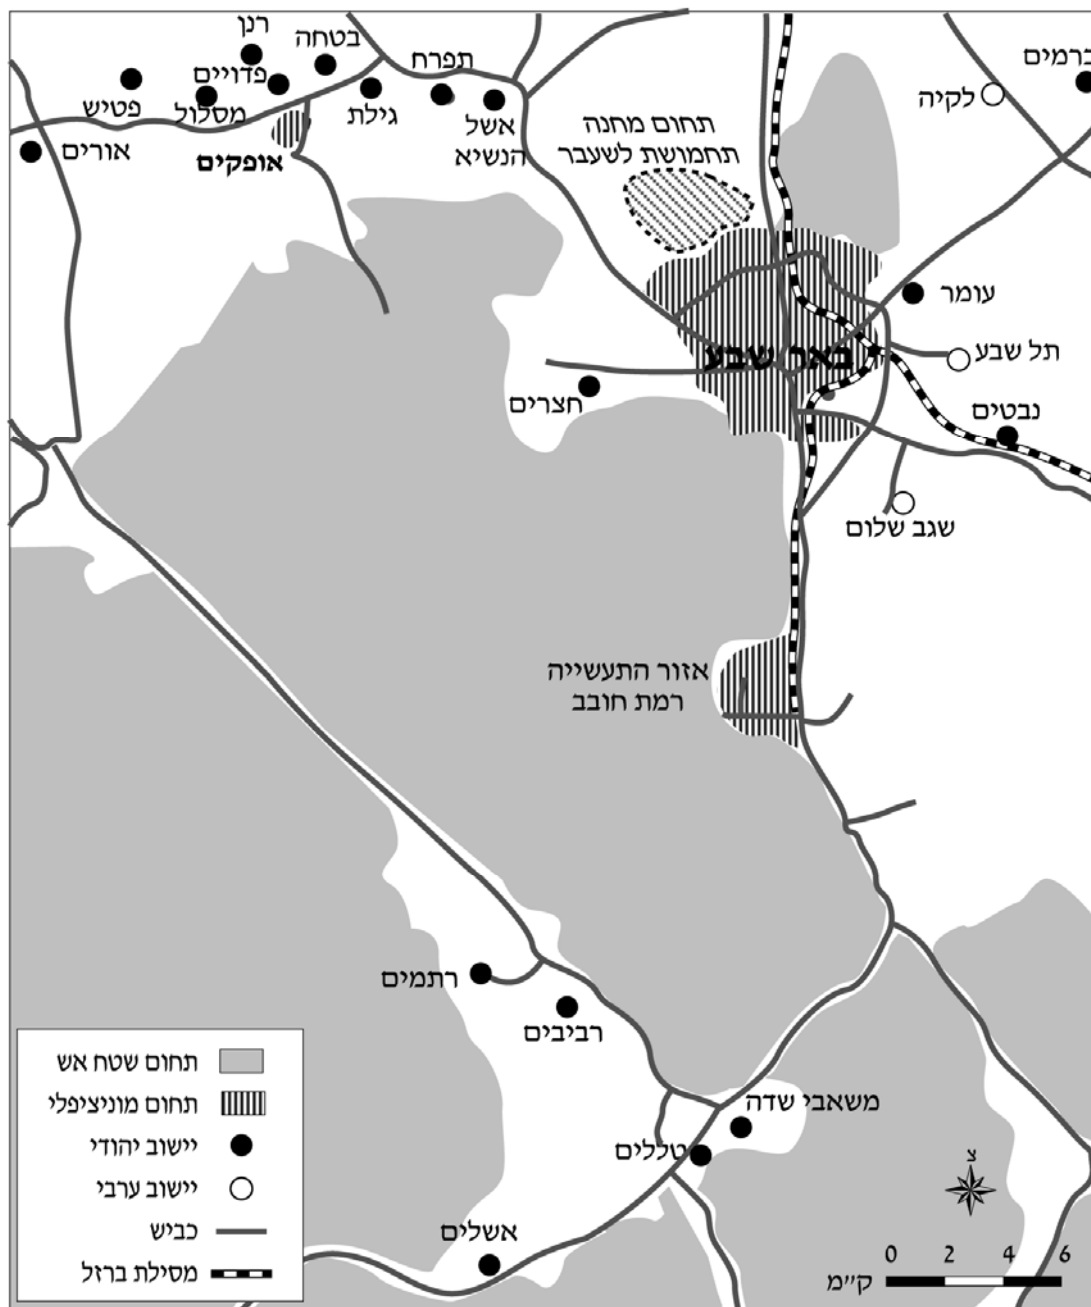 רנן
בטחה
תפרח
ברמים
פדויים
פטיש
מסלול
גילת
אשל
הנשיא
לקיה
אורים
אופקים
תחום מחנה
תחמושת לשעבר
עומר
תל שבע
באר שבע
חצרים
נבטים
שגב שלום
אזור התעשייה
רמת חובב
רתמים
רביבים
משאבי שדה
טללים
אשלים
תחום שטח אש
תחום מוניציפלי
יישוב יהודי
יישוב ערבי
כביש
מסילת ברזל
צ
0 2 4 6
ק"מ